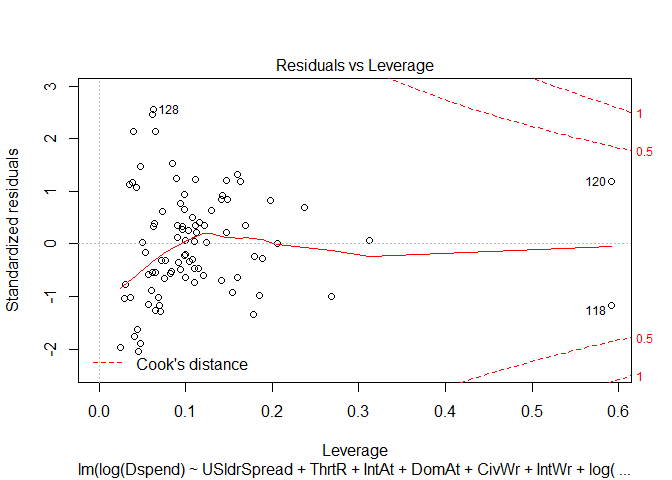 Residuals vs Leverage
Standardized residuals
3
2
1
0
-1
-2
128
120
118
1
0.5
0.5
1
Cook's distance
0.0 0.1 0.2 0.3 0.4 0.5 0.6
Leverage
lm(log(Dspend) ~ USldrSpread + ThrtR + IntAt + DomAt + CivWr + IntWr + log( ...